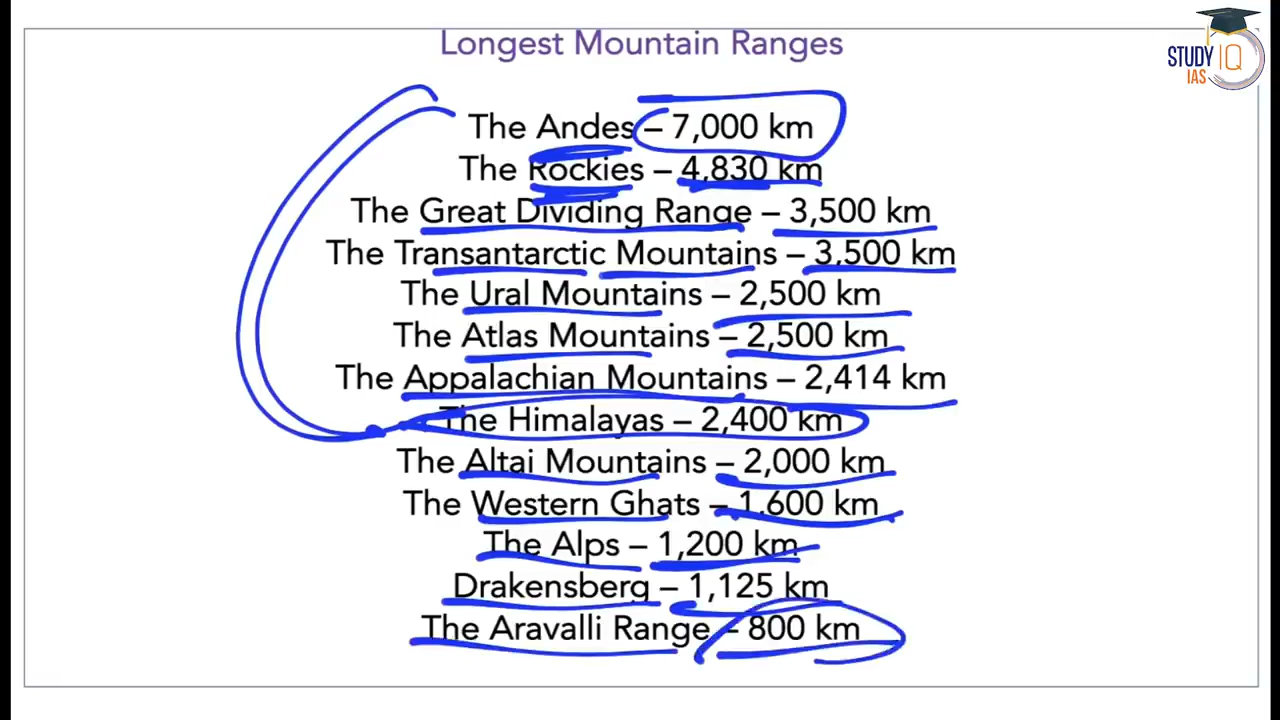 Longest Mountain Ranges
STUDY IQ
IAS
The Andes – 7,000 km
The Rockies – 4,830 km
The Great Dividing Range – 3,500 km
The Transantarctic Mountains – 3,500 km
The Ural Mountains – 2,500 km
The Atlas Mountains – 2,500 km
The Appalachian Mountains – 2,414 km
The Himalayas – 2,400 km
The Altai Mountains – 2,000 km
The Western Ghats – 1,600 km
The Alps – 1,200 km
Drakensberg – 1,125 km
The Aravalli Range – 800 km